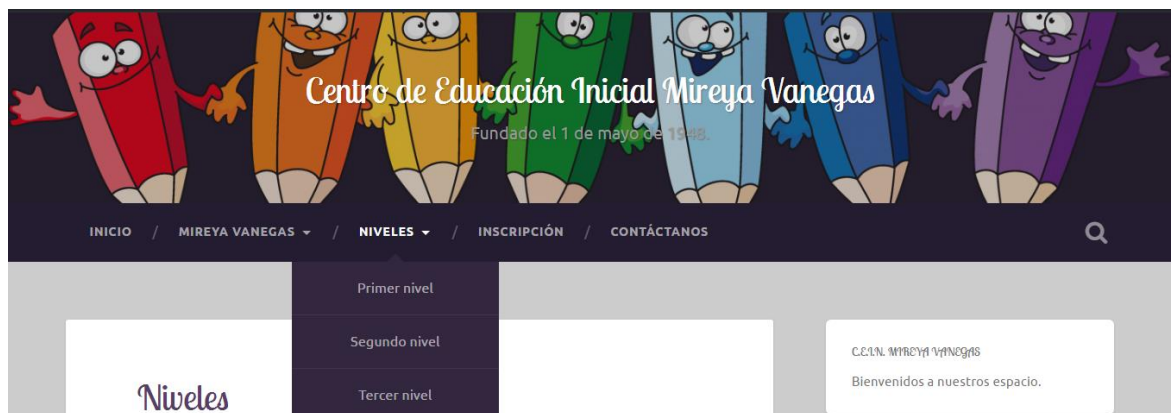 Centro de Educación Inicial Mireya Vanegas
Fundado el 1 de mayo de 1948.
INICIO / MIREYA VANEGAS / NIVELES / INSCRIPCIÓN / CONTÁCTANOS
Primer nivel
Segundo nivel
Tercer nivel
Niveles
C.E.I.N. MIREYA VANEGAS
Bienvenidos a nuestros espacio.